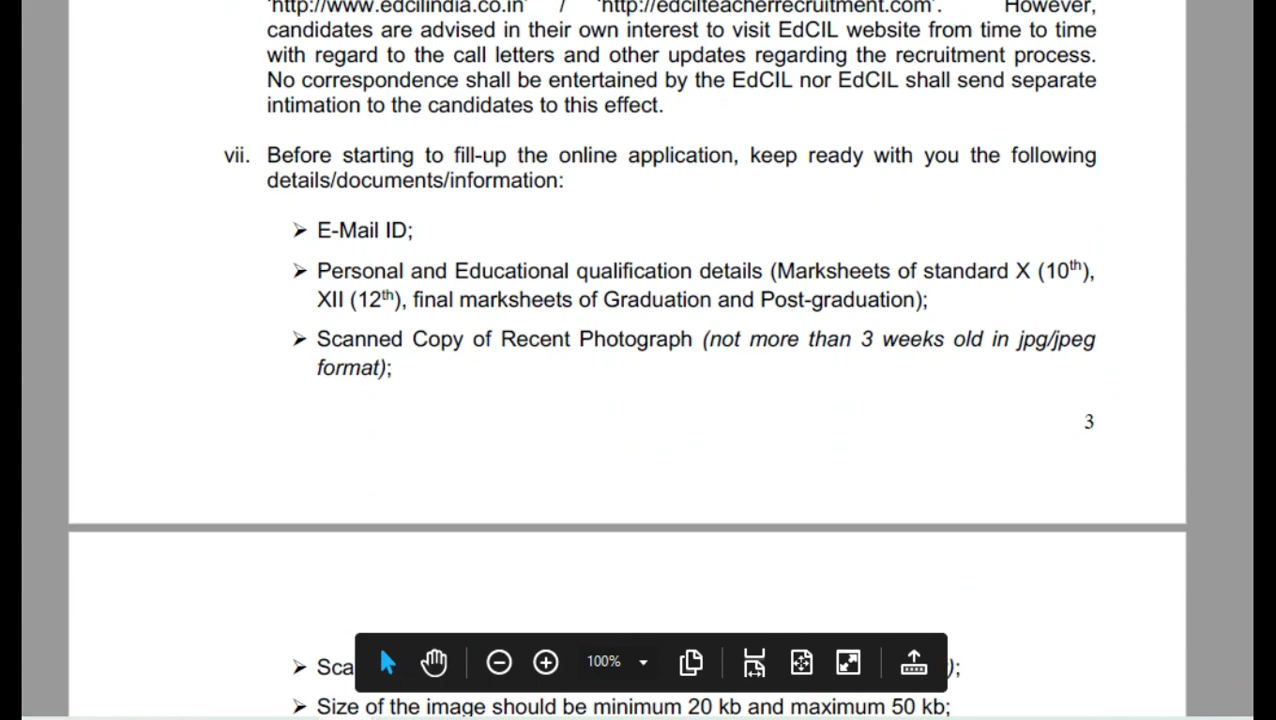 'http://www.edcilindia.co.in' / 'http://edcilteacherrecruitment.com'. However,
candidates are advised in their own interest to visit EdCIL website from time to time
with regard to the call letters and other updates regarding the recruitment process.
No correspondence shall be entertained by the EdCIL nor EdCIL shall send separate
intimation to the candidates to this effect.
vii. Before starting to fill-up the online application, keep ready with you the following
details/documents/information:
➢ E-Mail ID;
➢ Personal and Educational qualification details (Marksheets of standard X (10th),
XII (12th), final marksheets of Graduation and Post-graduation);
➢ Scanned Copy of Recent Photograph (not more than 3 weeks old in jpg/jpeg
format);
3
100%
➢ Size of the image should be minimum 20 kb and maximum 50 kb;